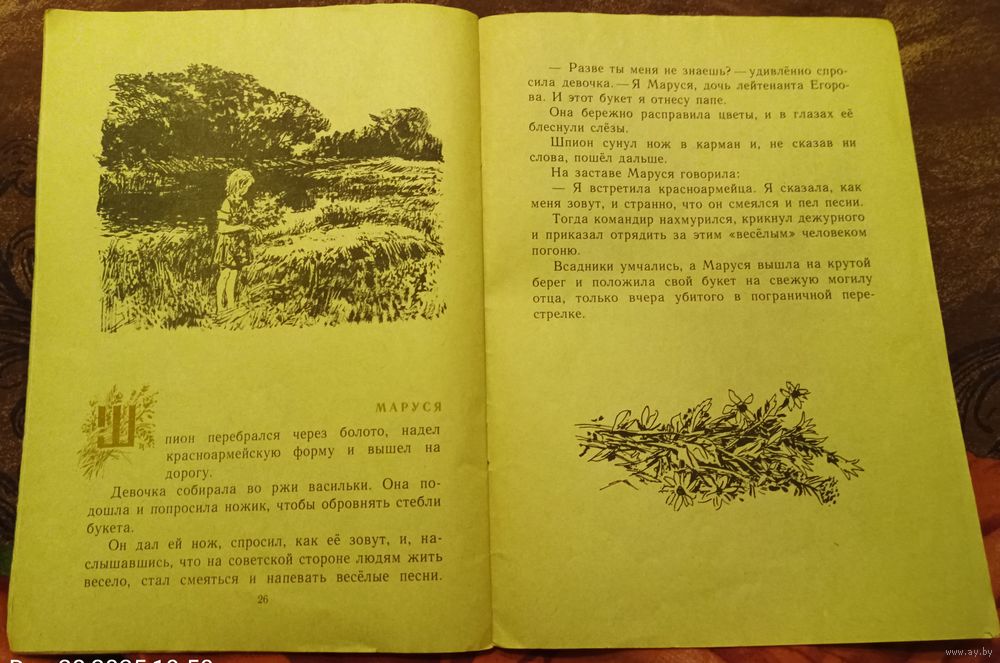 МАРУСЯ
Шпион перебрался через болото, надел
красноармейскую форму и вышел на
дорогу.
Девочка собирала во ржи васильки. Она по-
дошла и попросила ножик, чтобы обровнять стебли
букета.
Он дал ей нож, спросил, как её зовут, и, на-
слышавшись, что на советской стороне людям жить
весело, стал смеяться и напевать весёлые песни.
26
— Разве ты меня не знаешь? — удивлённо спро-
сила девочка. — Я Маруся, дочь лейтенанта Егоро-
ва. И этот букет я отнесу папе.
Она бережно расправила цветы, и в глазах её
блеснули слёзы.
Шпион сунул нож в карман и, не сказав ни
слова, пошёл дальше.
На заставе Маруся говорила:
— Я встретила красноармейца. Я сказала, как
меня зовут, и странно, что он смеялся и пел песни.
Тогда командир нахмурился, крикнул дежурного
и приказал отрядить за этим «весёлым» человеком
погоню.
Всадники умчались, а Маруся вышла на крутой
берег и положила свой букет на свежую могилу
отца, только вчера убитого в пограничной пере-
стрелке.
www.ay.by